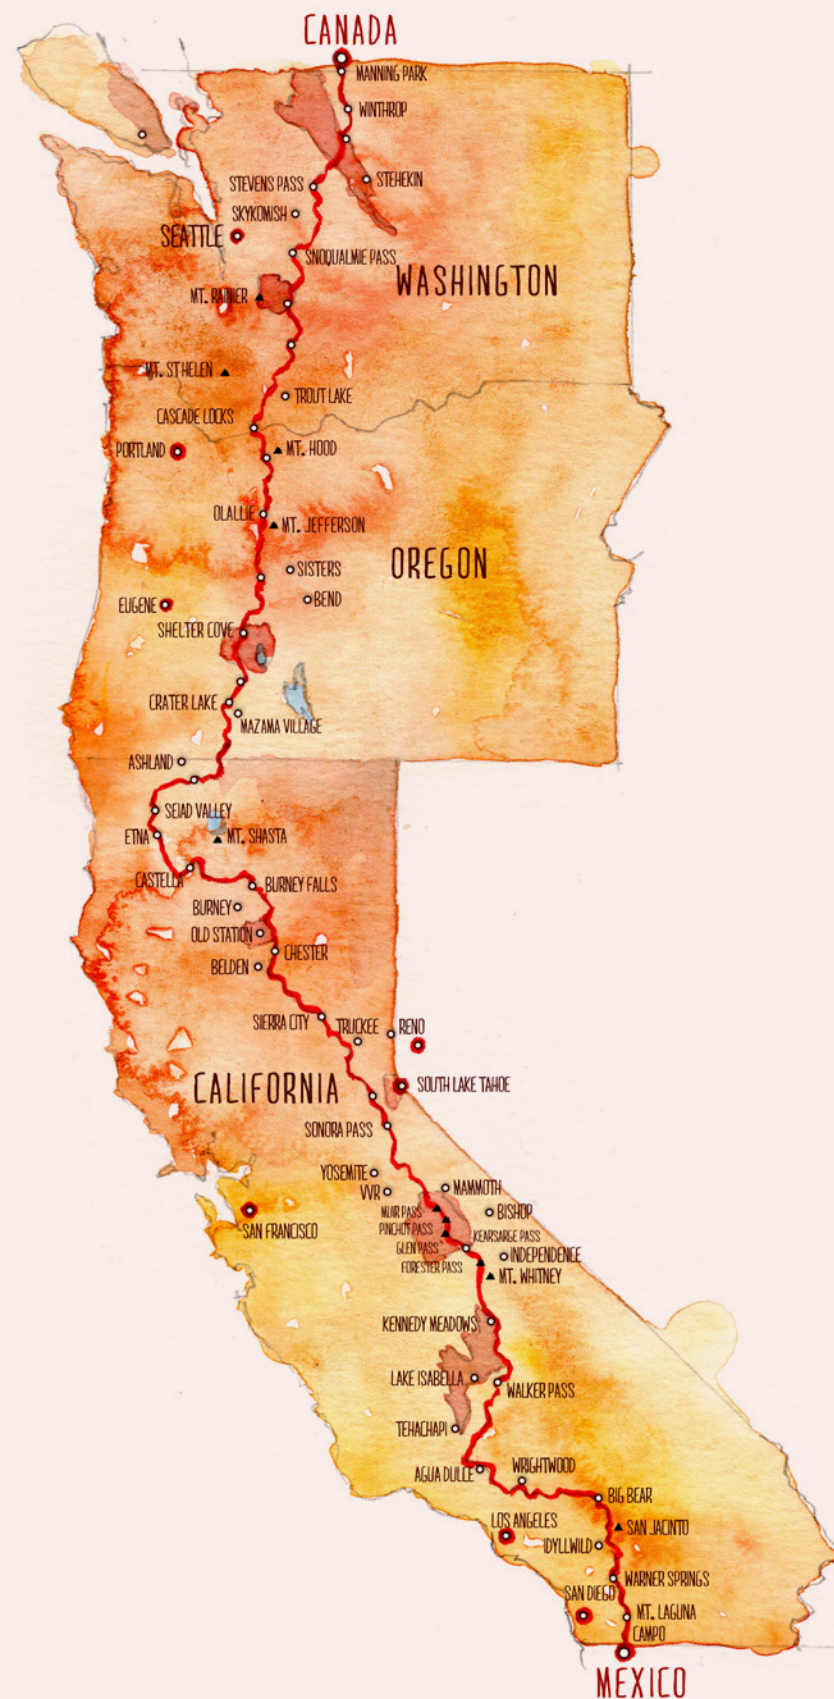 CANADA
MANNING PARK
WINTHROP
STEHEKIN
STEVENS PASS
SKYKOMISH
SEATTLE
SNOQUALMIE PASS
WASHINGTON
MT. RAINIER
MT. ST HELEN
TROUT LAKE
CASCADE LOCKS
PORTLAND
MT. HOOD
OLALLIE
MT. JEFFERSON
OREGON
SISTERS
BEND
EUGENE
SHELTER COVE
CRATER LAKE
MAZAMA VILLAGE
ASHLAND
SEIAD VALLEY
ETNA
MT. SHASTA
CASTELLA
BURNEY FALLS
BURNEY
OLD STATION
CHESTER
BELDEN
SIERRA CITY
TRUCKEE
RENO
CALIFORNIA
SOUTH LAKE TAHOE
SONORA PASS
YOSEMITE
VVR
MAMMOTH
MUIR PASS
BISHOP
PINCHOT PASS
SAN FRANCISCO
KEARSARGE PASS
GLEN PASS
INDEPENDENCE
FORESTER PASS
MT. WHITNEY
KENNEDY MEADOWS
LAKE ISABELLA
WALKER PASS
TEHACHAPI
AGUA DULCE
WRIGHTWOOD
BIG BEAR
LOS ANGELES
SAN JACINTO
IDYLLWILD
WARNER SPRINGS
SAN DIEGO
MT. LAGUNA
CAMPO
MEXICO